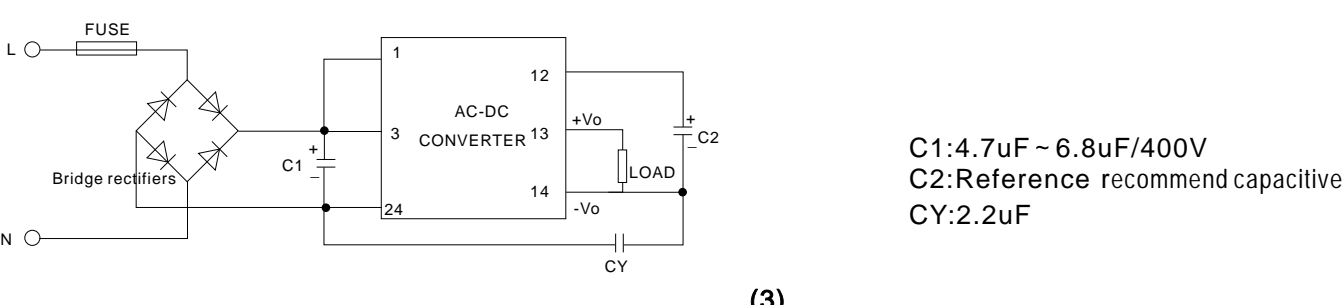 FUSE
L
1
12
AC-DC
+Vo
+
3
CONVERTER
13
C2
+
C1
_
_
LOAD
Bridge rectifiers
14
24
-Vo
N
CY
C1:4.7uF ~ 6.8uF/400V
C2:Reference recommend capacitive
CY:2.2uF
(3)